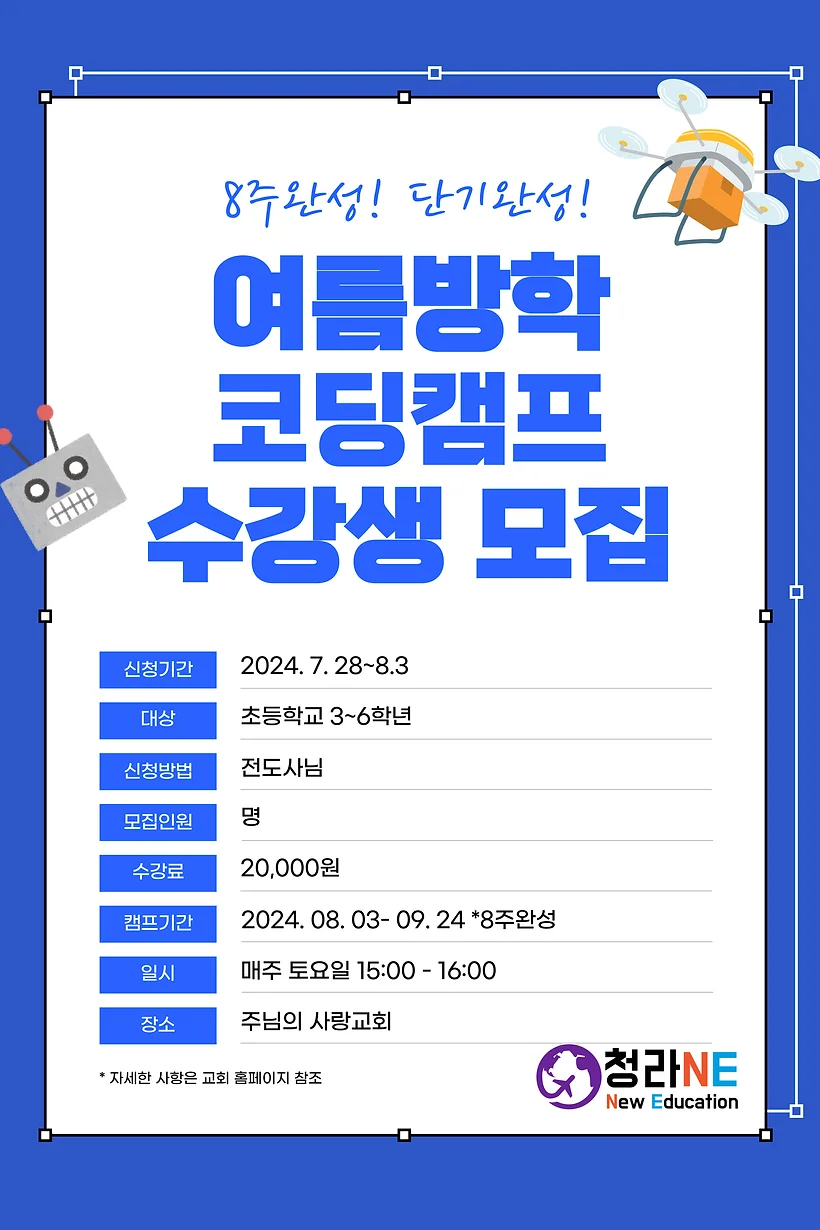 8주완성! 단기완성!
여름방학
코딩캠프
수강생 모집
신청기간 2024. 7. 28~8.3
대상 초등학교 3~6학년
신청방법 전도사님
모집인원 명
수강료 20,000원
캠프기간 2024. 08. 03- 09. 24 *8주완성
일시 매주 토요일 15:00 - 16:00
장소 주님의 사랑교회
* 자세한 사항은 교회 홈페이지 참조
청라NE
New Education